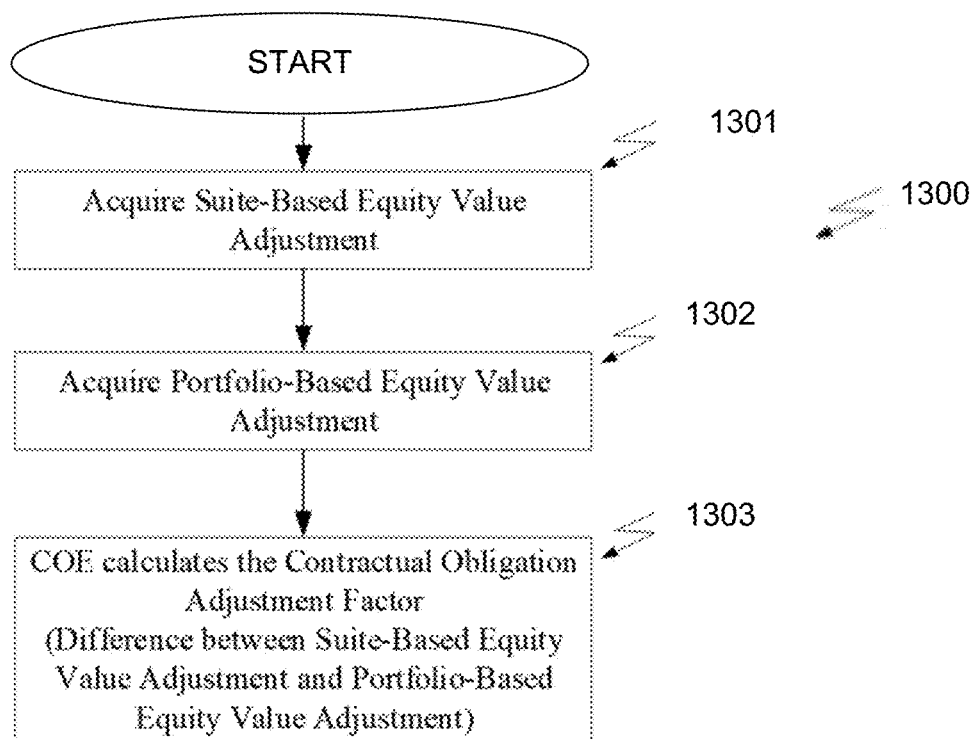 START
1301
Acquire Suite-Based Equity Value
Adjustment
1300
1302
Acquire Portfolio-Based Equity Value
Adjustment
1303
COE calculates the Contractual Obligation
Adjustment Factor
(Difference between Suite-Based Equity
Value Adjustment and Portfolio-Based
Equity Value Adjustment)